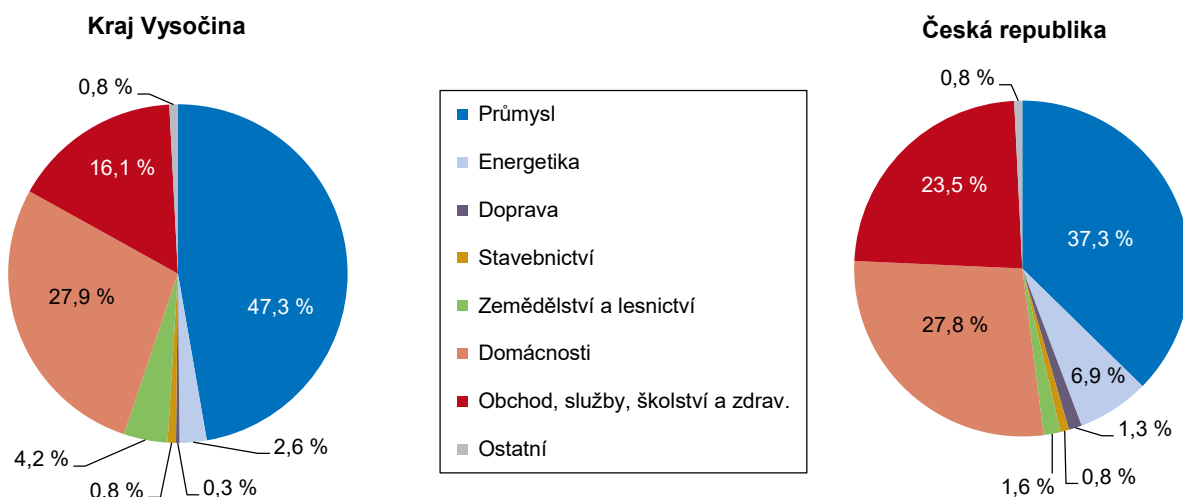 Kraj Vysočina
0,8 %
16,1 %
47,3 %
27,9 %
2,6 %
4,2 %
0,3 %
0,8 %
Průmysl
Energetika
Doprava
Stavebnictví
Zemědělství a lesnictví
Domácnosti
Obchod, služby, školství a zdrav.
Ostatní
Česká republika
0,8 %
23,5 %
37,3 %
27,8 %
6,9 %
1,3 %
0,8 %
1,6 %